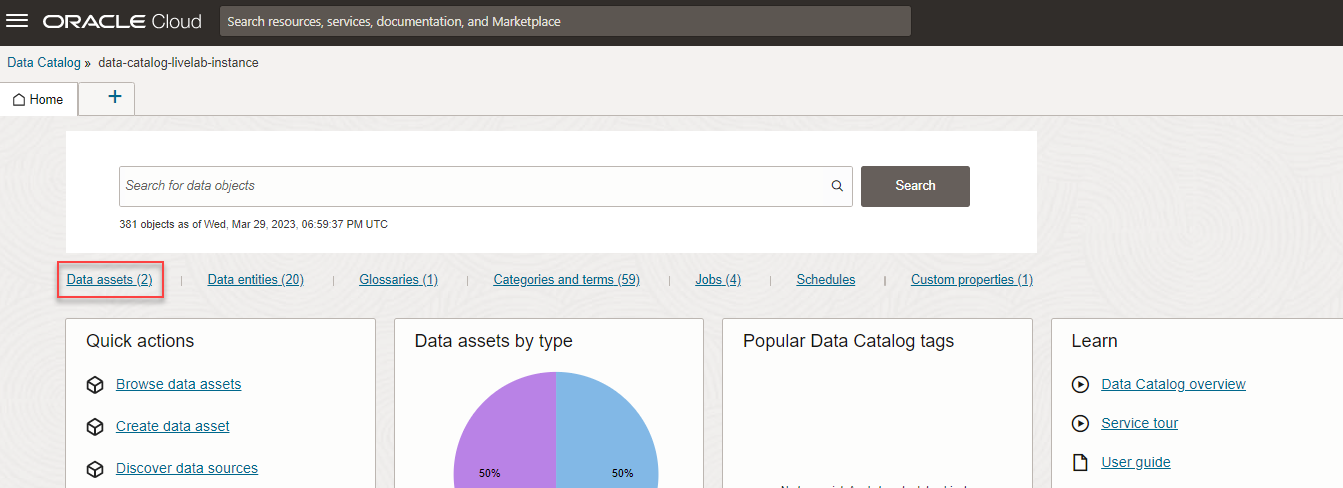 ORACLE Cloud
Search resources, services, documentation, and Marketplace
Data Catalog » data-catalog-livelab-instance
Home
+
Search for data objects
Search
381 objects as of Wed, Mar 29, 2023, 06:59:37 PM UTC
Data assets (2) | Data entities (20) | Glossaries (1) | Categories and terms (59) | Jobs (4) | Schedules | Custom properties (1)
Quick actions
Browse data assets
Create data asset
Discover data sources
Data assets by type
50%
50%
Popular Data Catalog tags
Learn
Data Catalog overview
Service tour
User guide